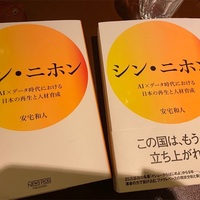 ン・ニホン
AI×データ時代における
日本の再生と人材育成
安宅和人
シン・ニホン
AI×データ時代における
日本の再生と人材育成
安宅和人
この国は、もう
立ち上がれ